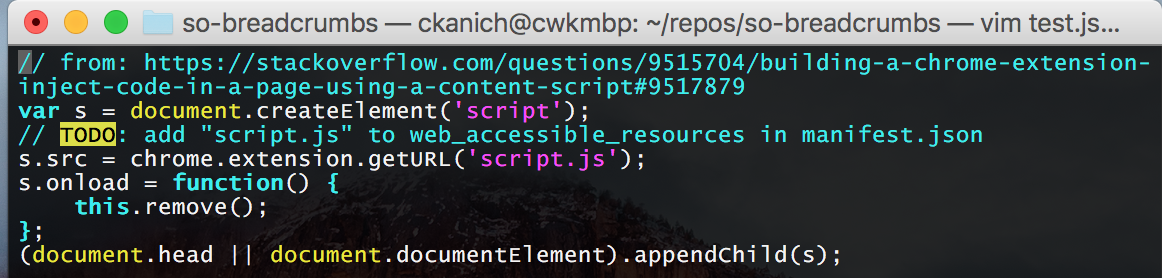 so-breadcrumbs — ckanich@cwkmbp: ~/repos/so-breadcrumbs — vim test.js...
// from: https://stackoverflow.com/questions/9515704/building-a-chrome-extension-
inject-code-in-a-page-using-a-content-script#9517879
var s = document.createElement('script');
// TODO: add "script.js" to web_accessible_resources in manifest.json
s.src = chrome.extension.getURL('script.js');
s.onload = function() {
    this.remove();
};
(document.head || document.documentElement).appendChild(s);